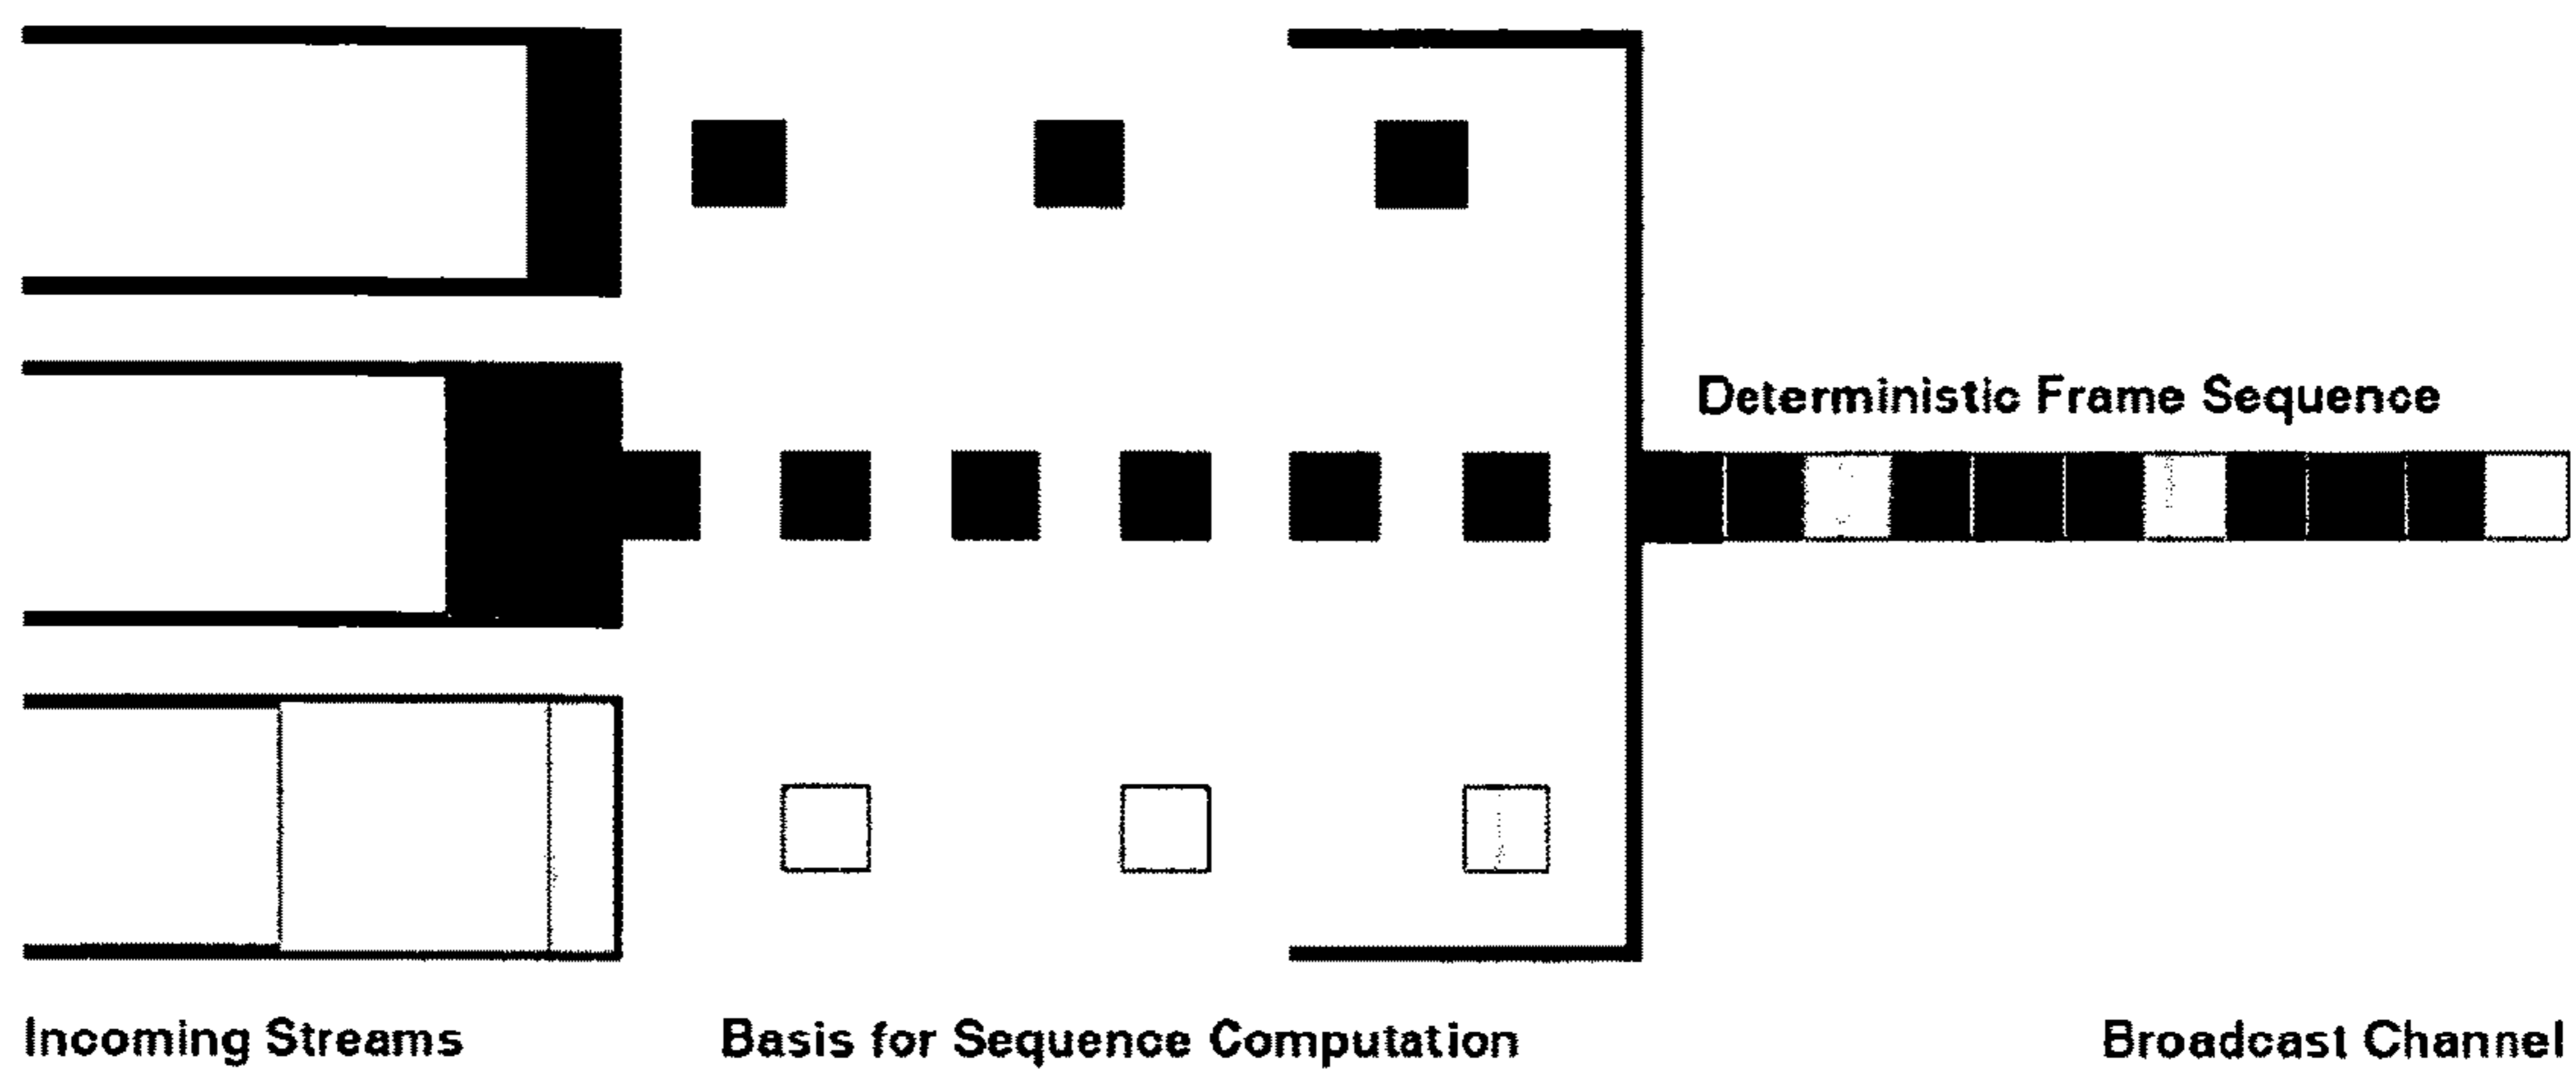 Deterministic Frame Sequence
Incoming Streams
Basis for Sequence Computation
Broadcast Channel